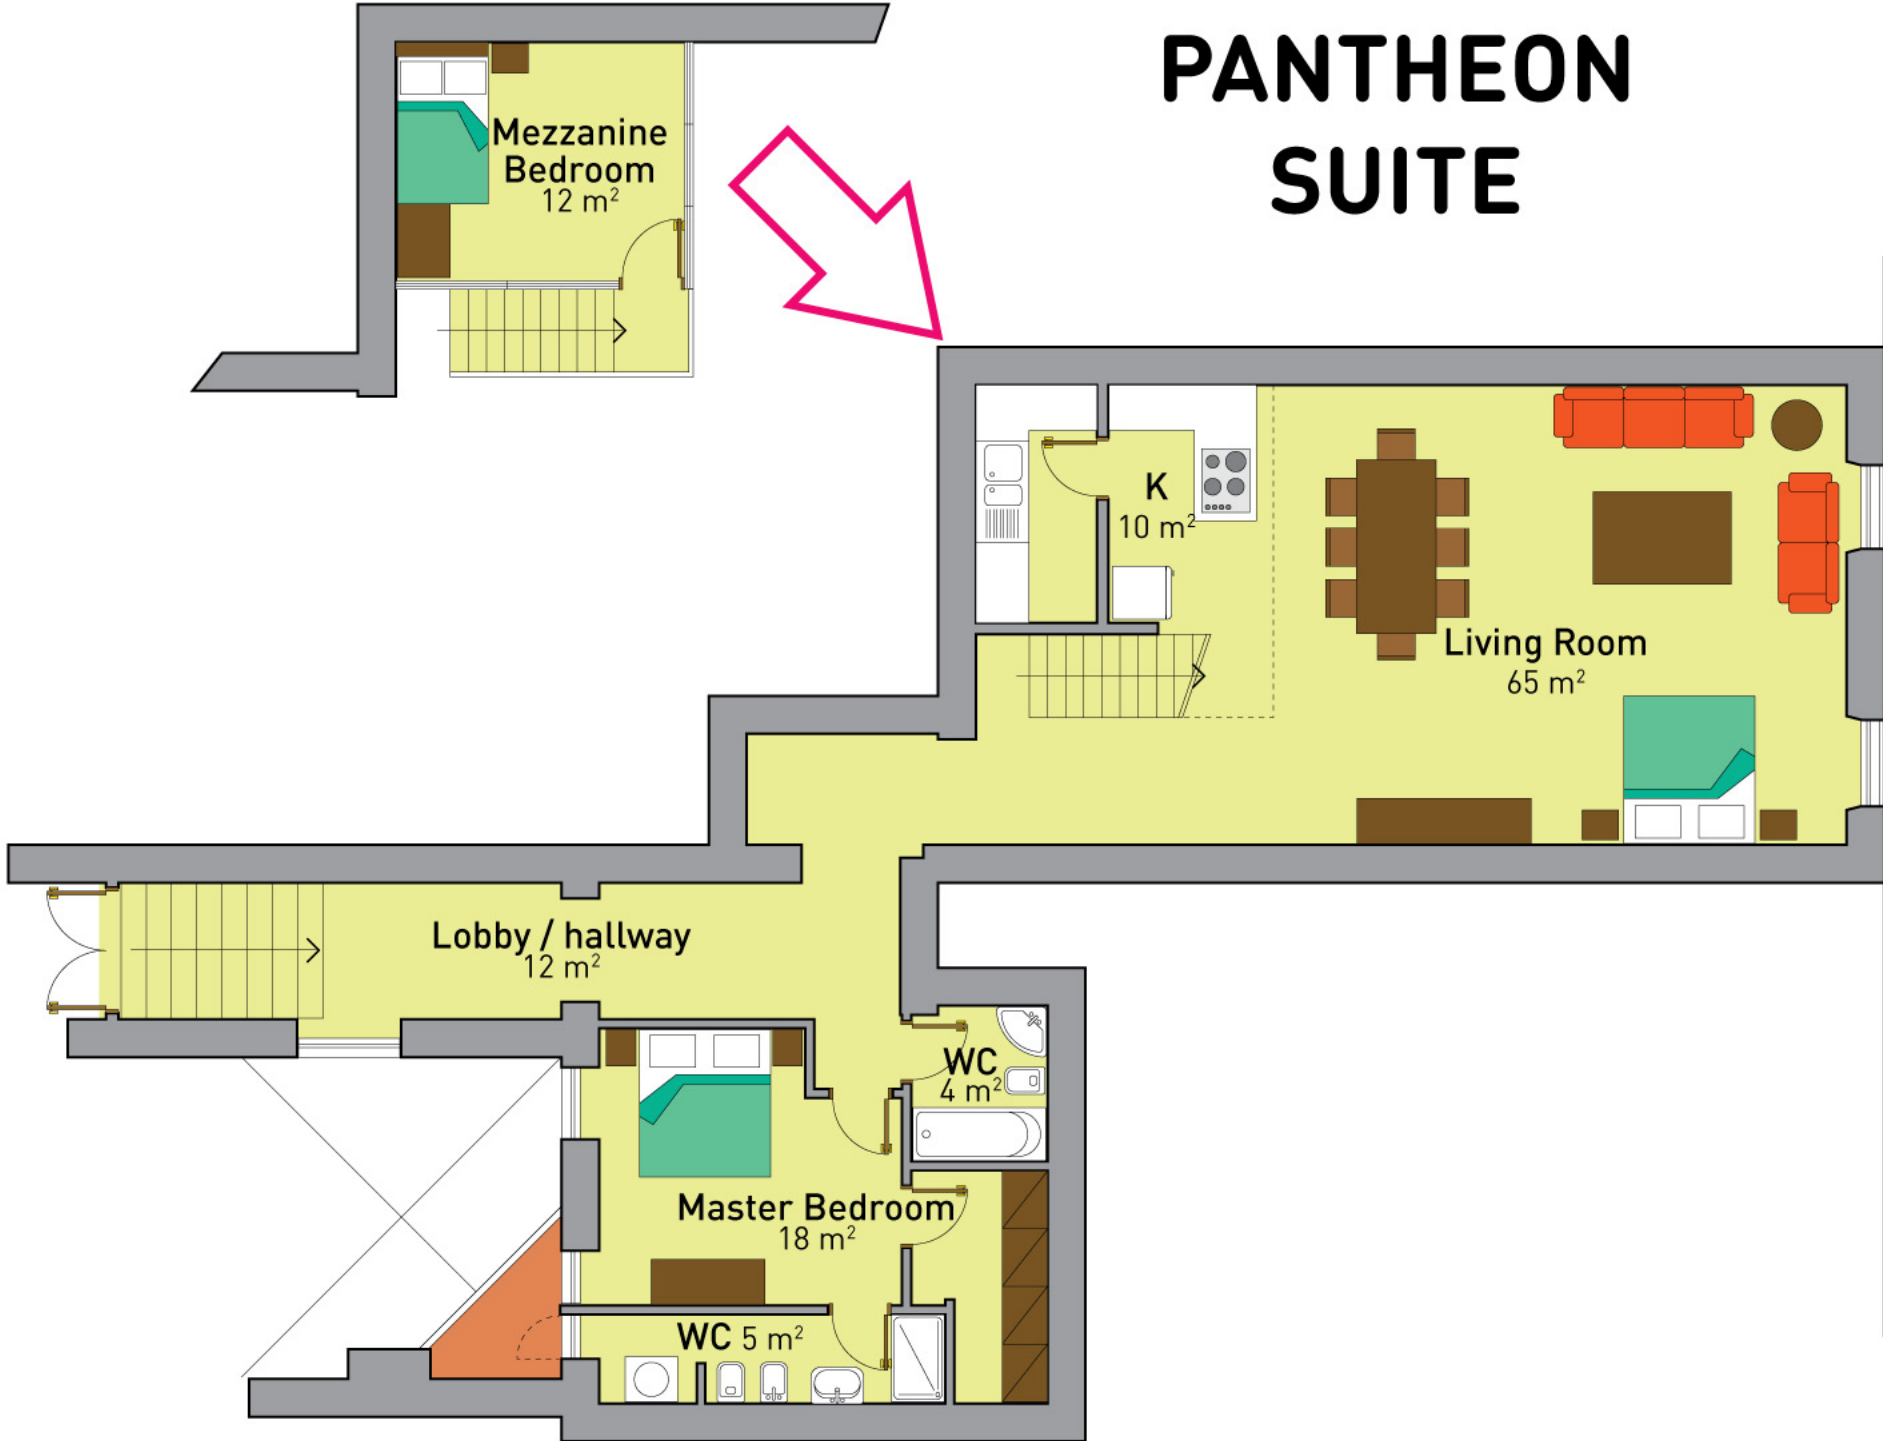 PANTHEON
SUITE
Mezzanine
Bedroom
12 m²
K
10 m²
Living Room
65 m²
Lobby / hallway
12 m²
WC
4 m²
Master Bedroom
18 m²
WC 5 m²